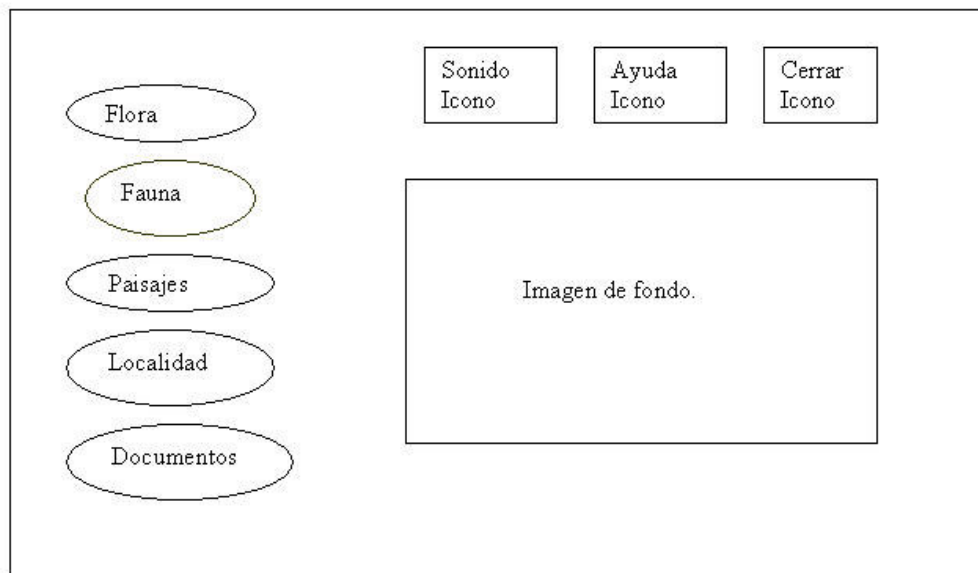 Sonido
Icono
Ayuda
Icono
Cerrar
Icono
Flora
Fauna
Paisajes
Localidad
Documentos
Imagen de fondo.